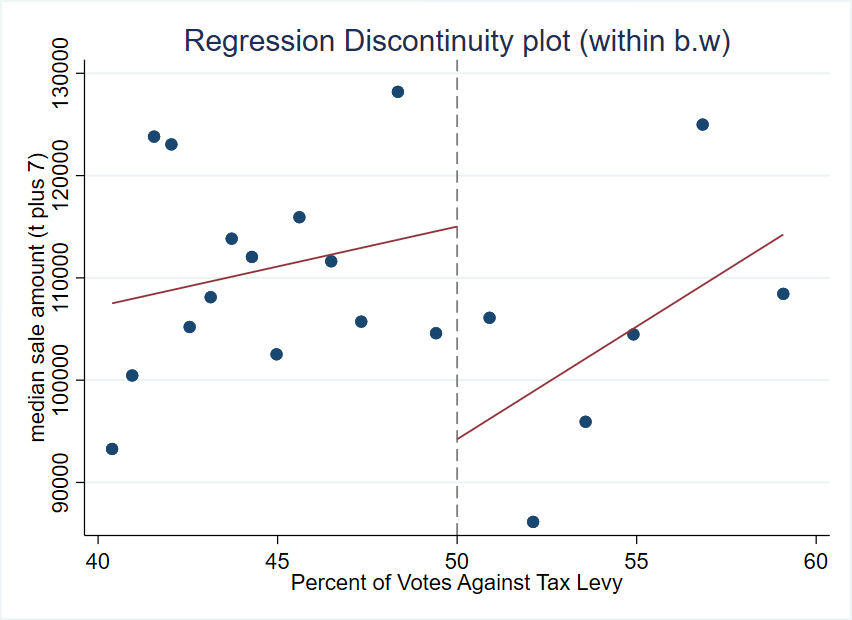 Regression Discontinuity plot (within b.w)
median sale amount (t plus 7)
130000
120000
110000
100000
90000
40 45 50 55 60
Percent of Votes Against Tax Levy